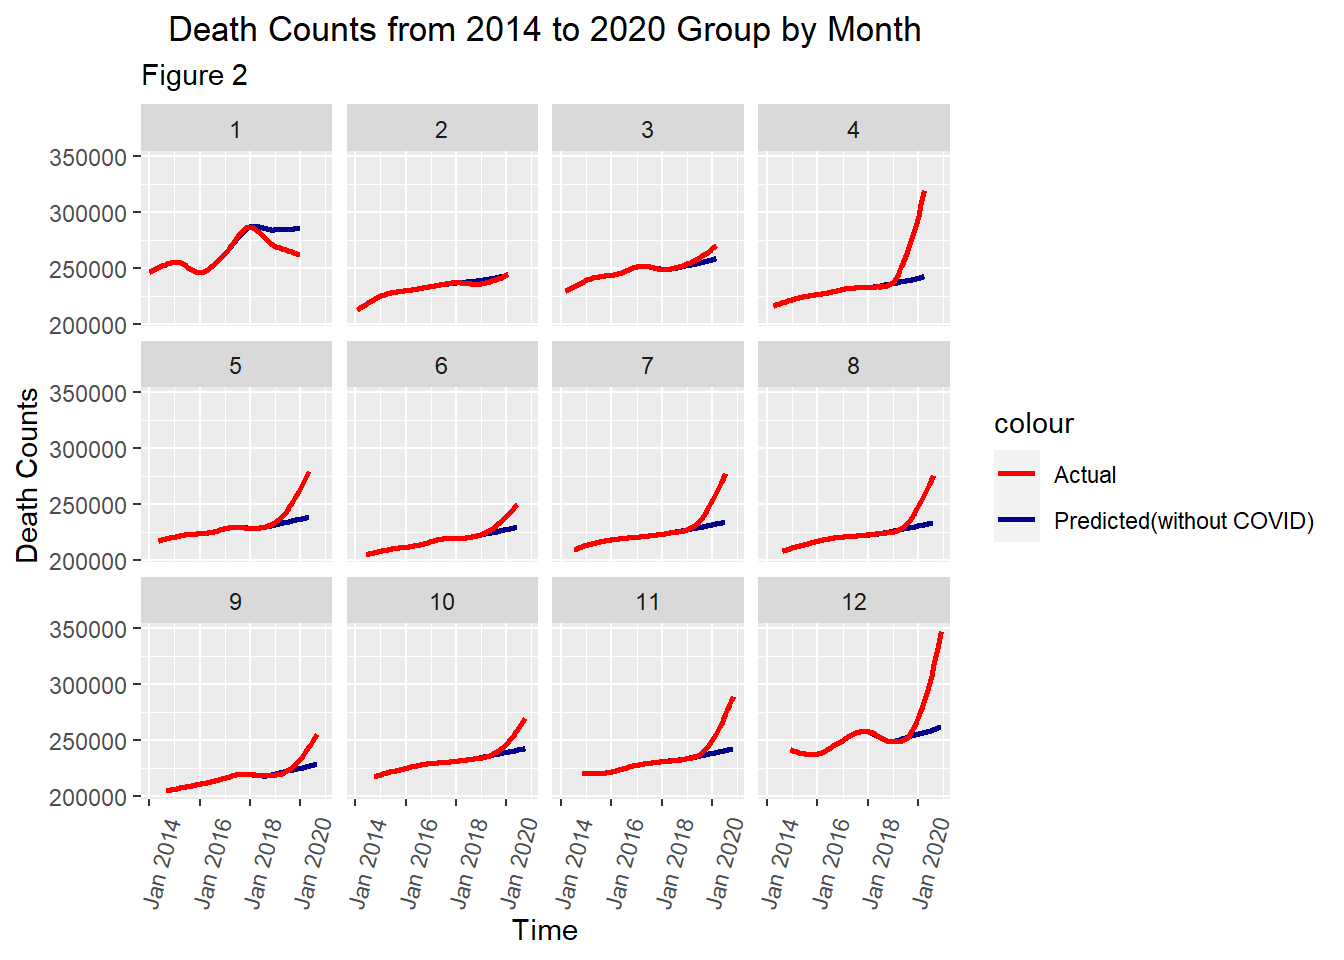 Death Counts from 2014 to 2020 Group by Month
Figure 2
1
2
3
4
350000
300000
250000
200000
5
6
7
8
350000
300000
250000
200000
9
10
11
12
350000
300000
250000
200000
Death Counts
Jan 2014
Jan 2016
Jan 2018
Jan 2020
Jan 2014
Jan 2016
Jan 2018
Jan 2020
Jan 2014
Jan 2016
Jan 2018
Jan 2020
Jan 2014
Jan 2016
Jan 2018
Jan 2020
Time
colour
Actual
Predicted(without COVID)